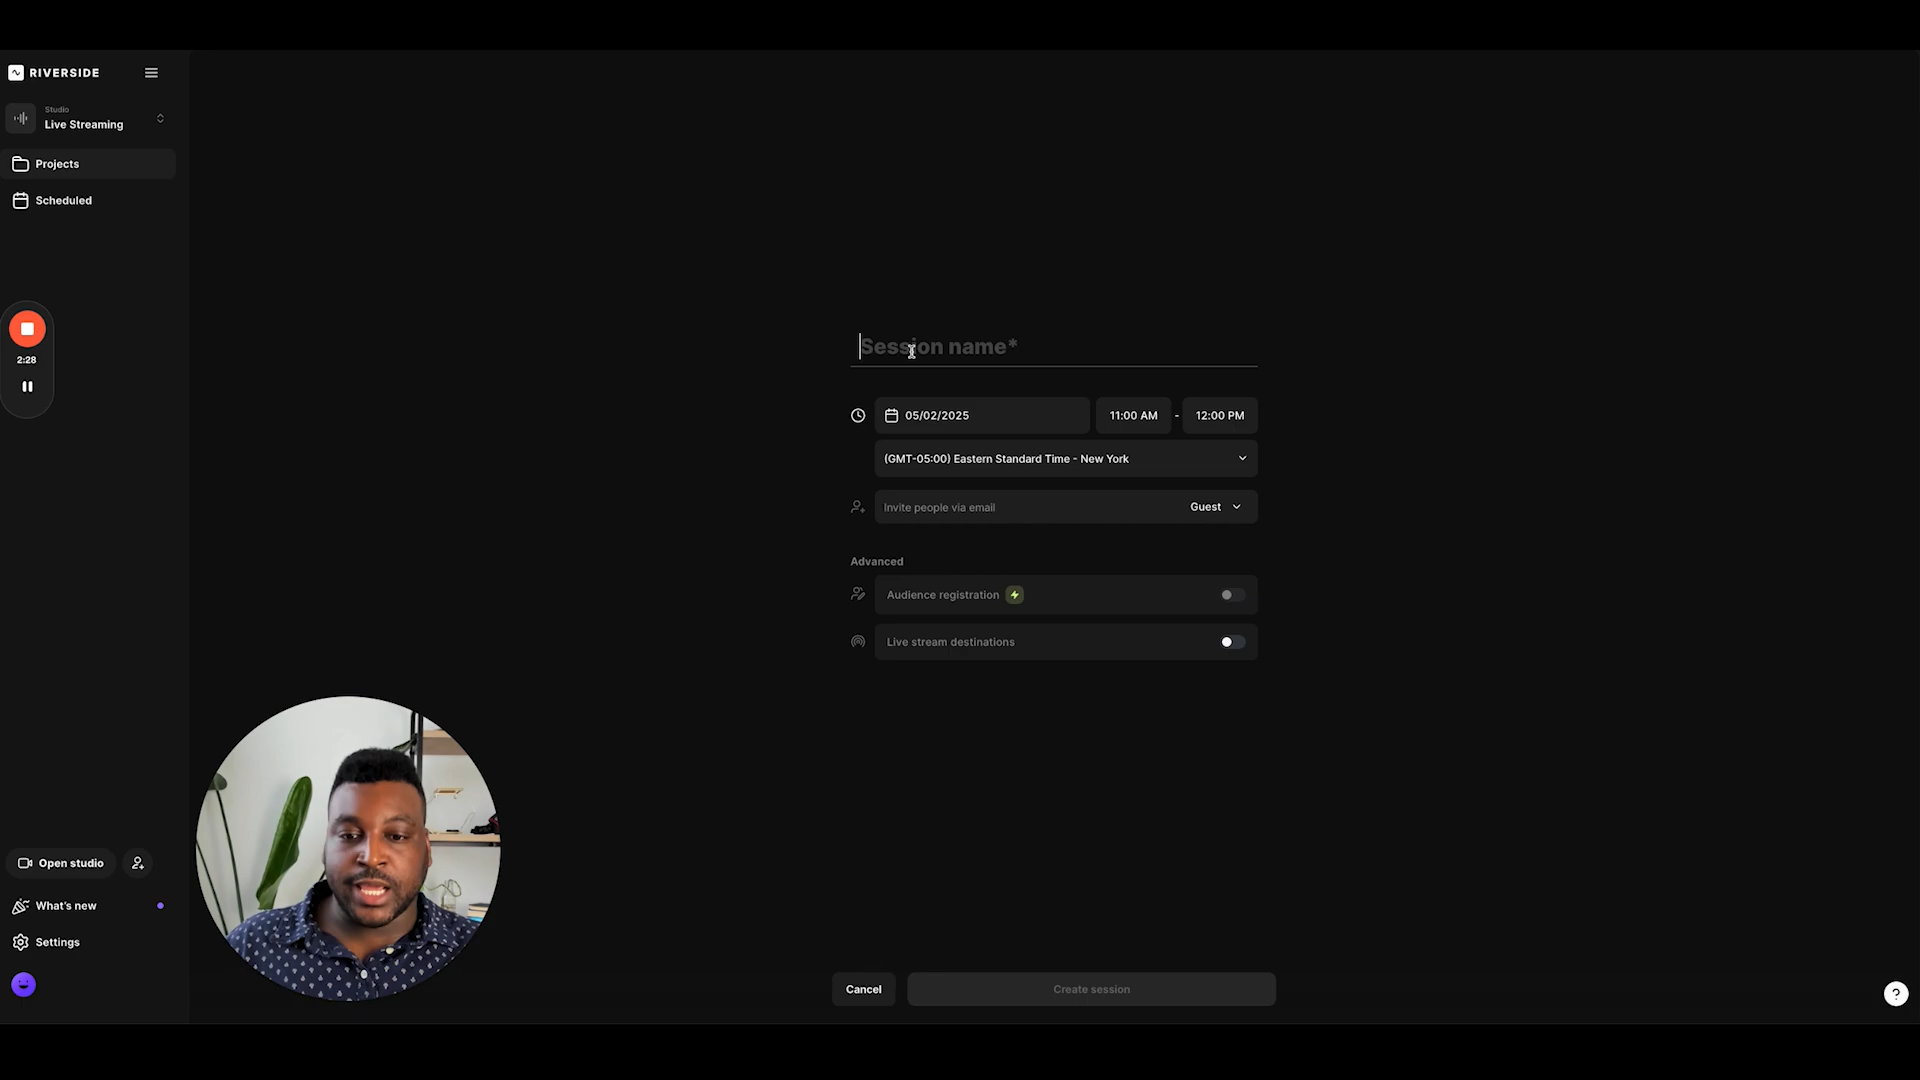 RIVERSIDE
Studio
Live Streaming
Projects
Scheduled
2:28
Session name*
05/02/2025
11:00 AM - 12:00 PM
(GMT-05:00) Eastern Standard Time - New York
Invite people via email
Guest
Advanced
Audience registration
Live stream destinations
Open studio
What's new
Settings
Cancel
Create session
?